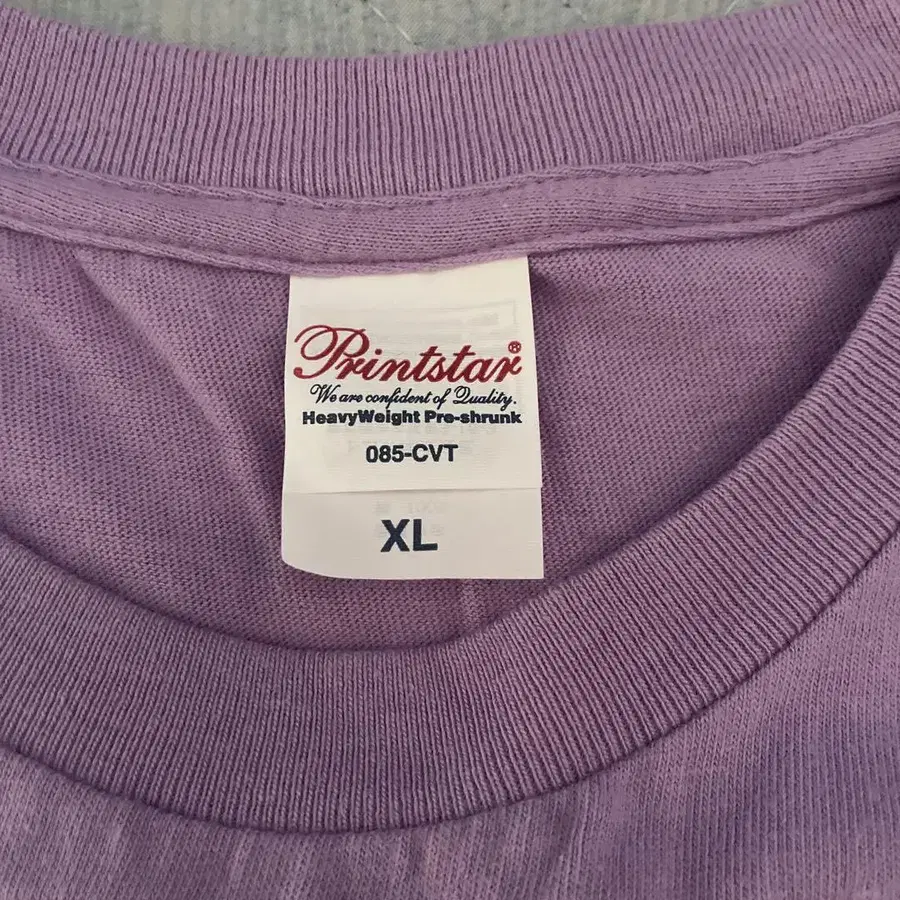 Printstar®
We are confident of Quality.
HeavyWeight Pre-shrunk
085-CVT
XL